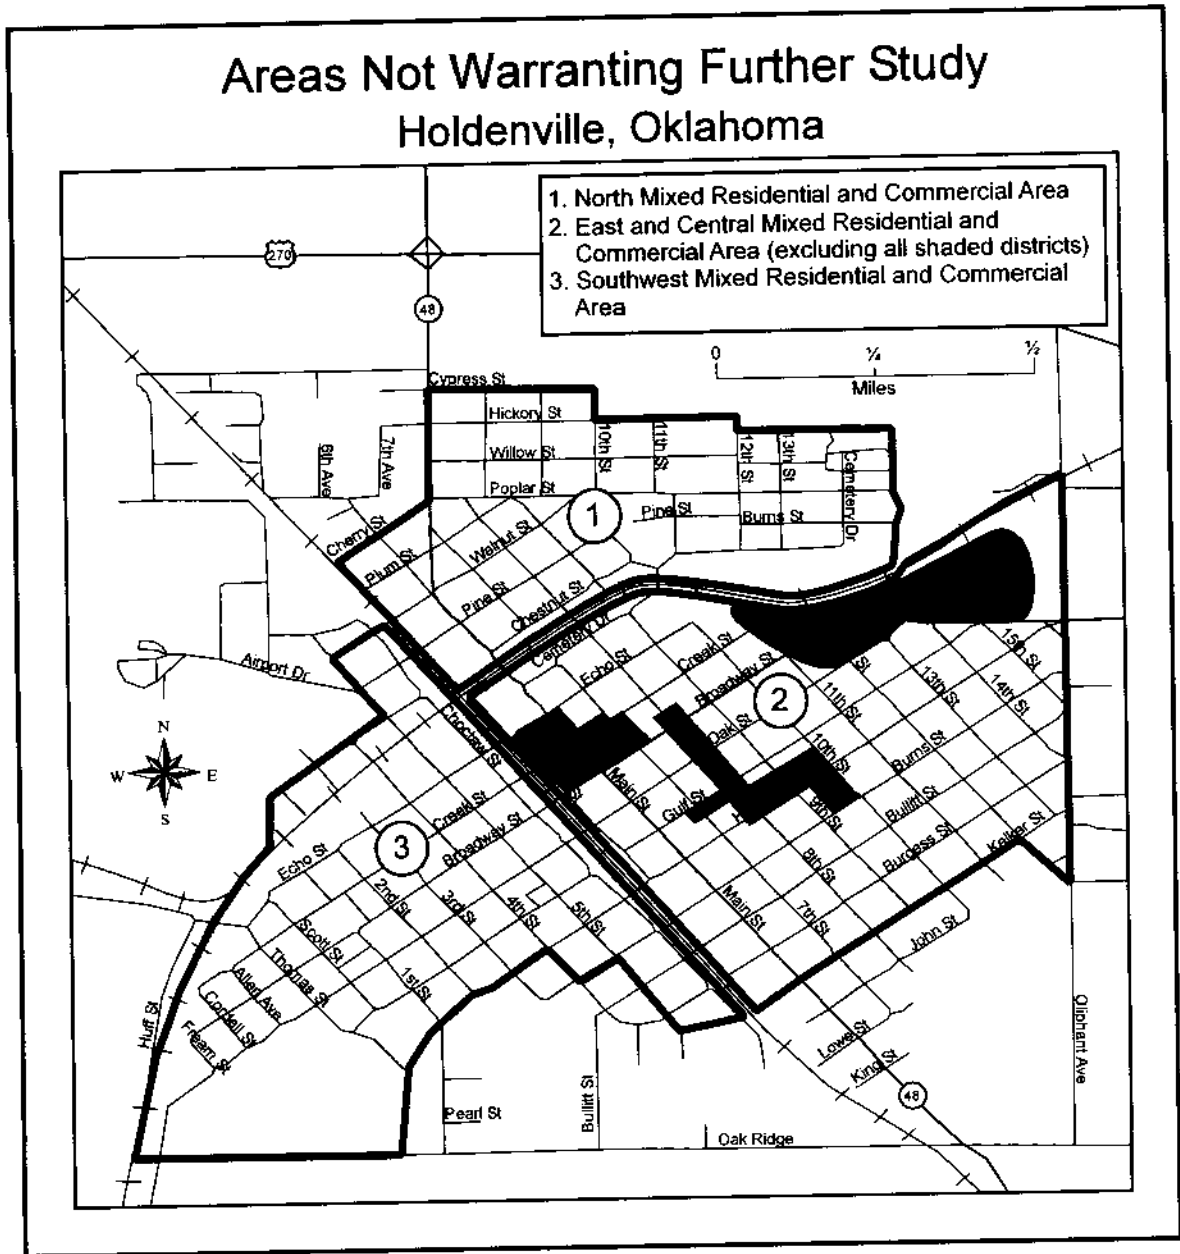 Areas Not Warranting Further Study
Holdenville, Oklahoma
1. North Mixed Residential and Commercial Area
2. East and Central Mixed Residential and
Commercial Area (excluding all shaded districts)
3. Southwest Mixed Residential and Commercial
Area
270
48
0
¼
½
Miles
Cypress St
Hickory St
10th St
11th St
12th St
13th St
6th Ave
7th Ave
Willow St
Cemetery Dr
Poplar St
1
Pine St
Burns St
Cherry St
Walnut St
Plum St
Pine St
Chestnut St
Cemetery Dr
Echo St
Creek St
Broadway St
St
15th St
Airport Dr
2
11th St
13th St
14th St
Choctaw St
Oak St
10th St
Burns St
N
W
E
S
St
Main St
Gulf St
9th St
Bullitt St
Creek St
Broadway St
3
Echo St
8th St
Burgess St
Kelker St
2nd St
3rd St
4th St
5th St
Main St
7th St
John St
Scott St
Thomas St
1st St
Allen Ave
Cordell St
Fream St
Huff St
Oliphant Ave
Lowe St
King St
48
Pearl St
Bullitt St
Oak Ridge